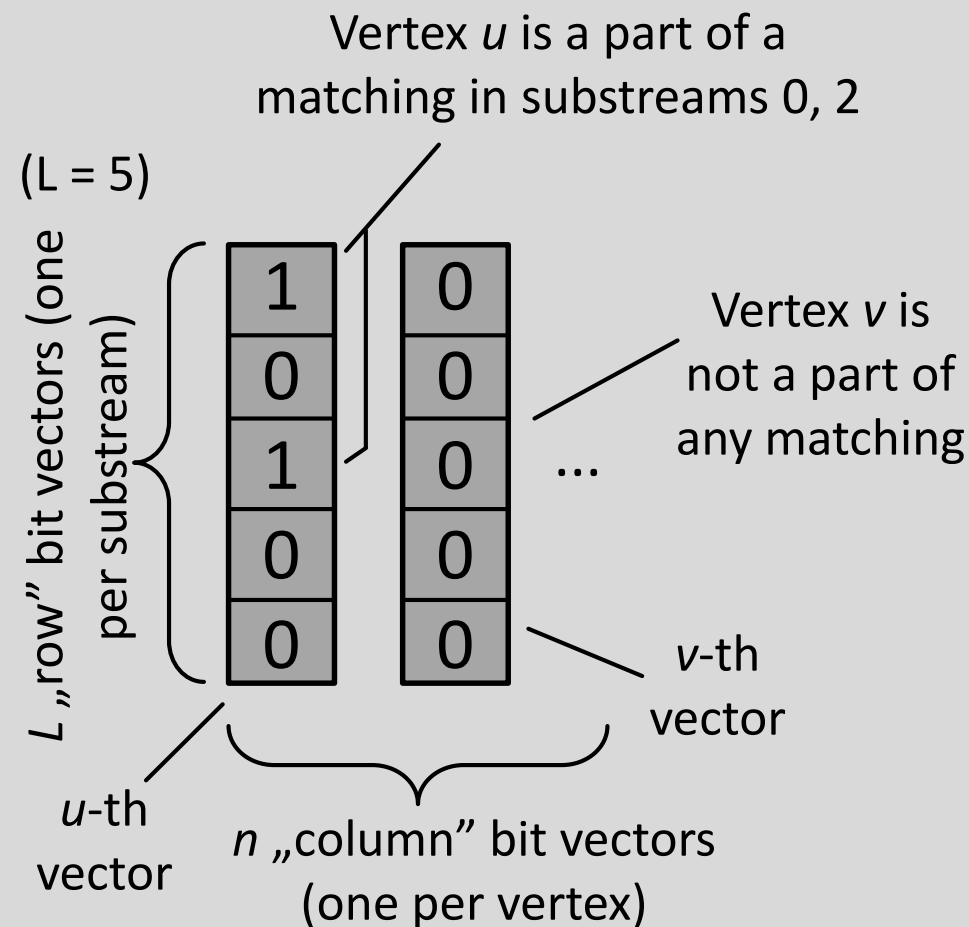 Vertex u is a part of a
matching in substreams 0, 2
(L = 5)
L „row” bit vectors (one
per substream)
1
0
1
0
0
0
0
0
0
0
...
Vertex v is
not a part of
any matching
v-th
vector
u-th
vector
n „column” bit vectors
(one per vertex)